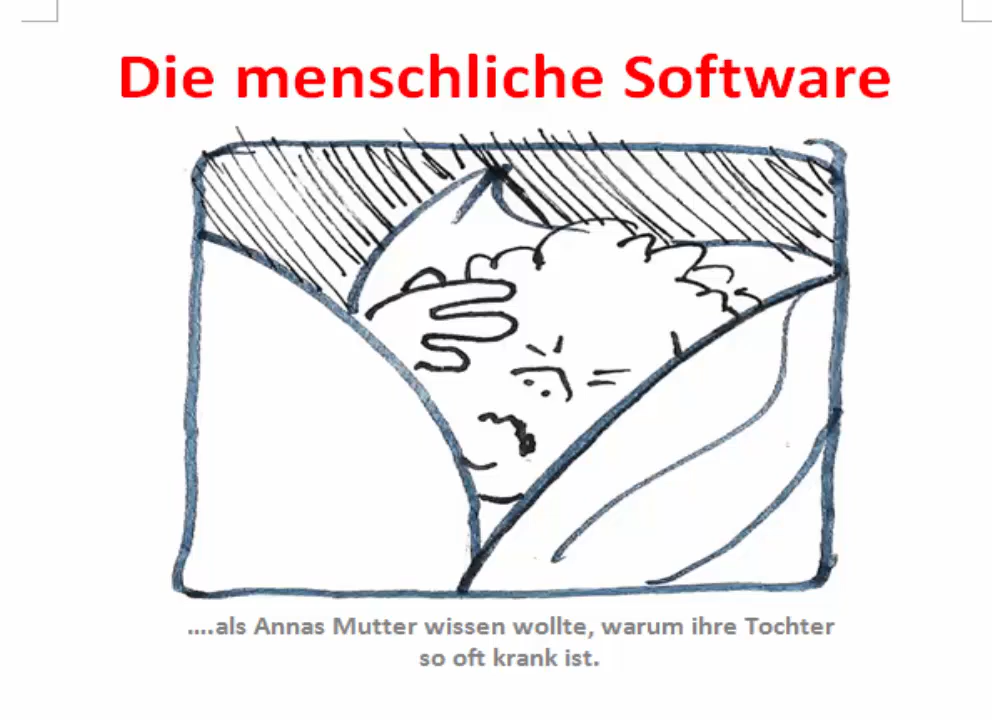 Die menschliche Software
....als Annas Mutter wissen wollte, warum ihre Tochter
so oft krank ist.